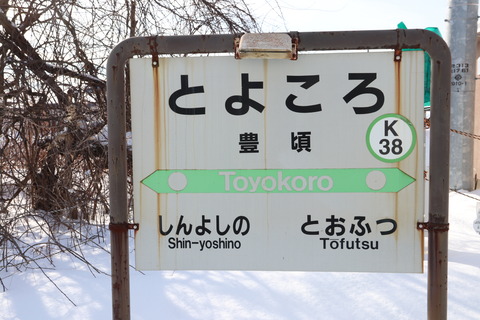 とよころ
豊頃
K
38
Toyokoro
しんよしの とおふつ
Shin-yoshino Tofutsu